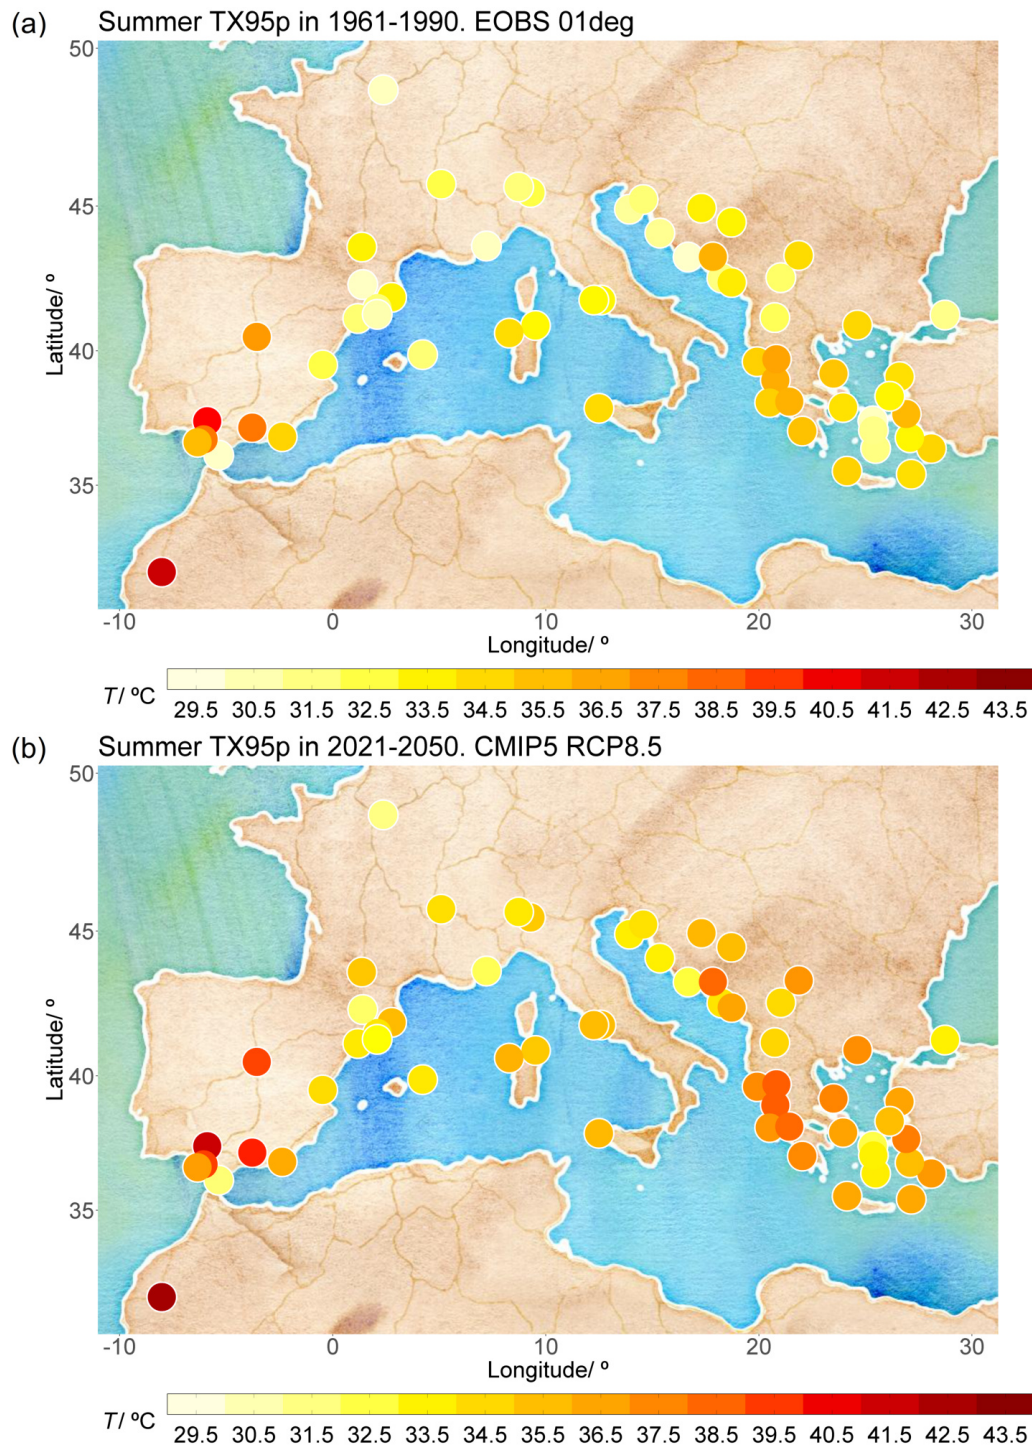 (a) Summer TX95p in 1961-1990. EOBS 01deg
50
45
40
35
Latitude/ º
-10 0 10 20 30
Longitude/ º
T/ ºC
29.5 30.5 31.5 32.5 33.5 34.5 35.5 36.5 37.5 38.5 39.5 40.5 41.5 42.5 43.5
(b) Summer TX95p in 2021-2050. CMIP5 RCP8.5
50
45
40
35
Latitude/ º
-10 0 10 20 30
Longitude/ º
T/ ºC
29.5 30.5 31.5 32.5 33.5 34.5 35.5 36.5 37.5 38.5 39.5 40.5 41.5 42.5 43.5